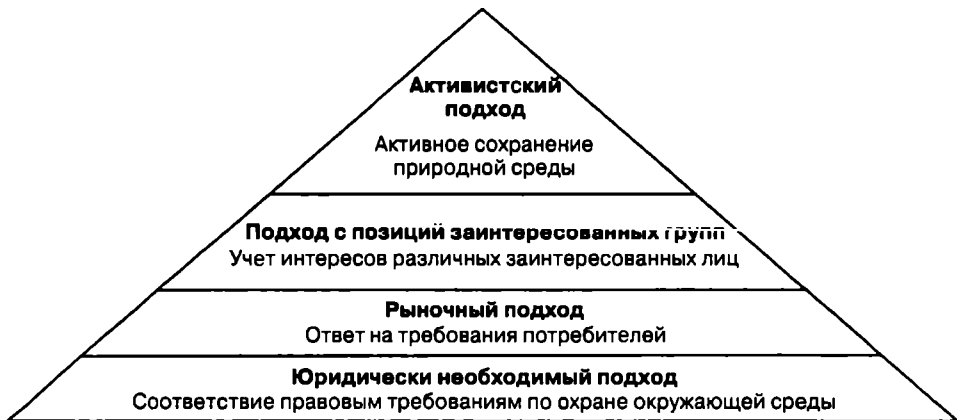 Активистский
подход
Активное сохранение
природной среды
Подход с позиций заинтересованных групп
Учет интересов различных заинтересованных лиц
Рыночный подход
Ответ на требования потребителей
Юридически необходимый подход
Соответствие правовым требованиям по охране окружающей среды